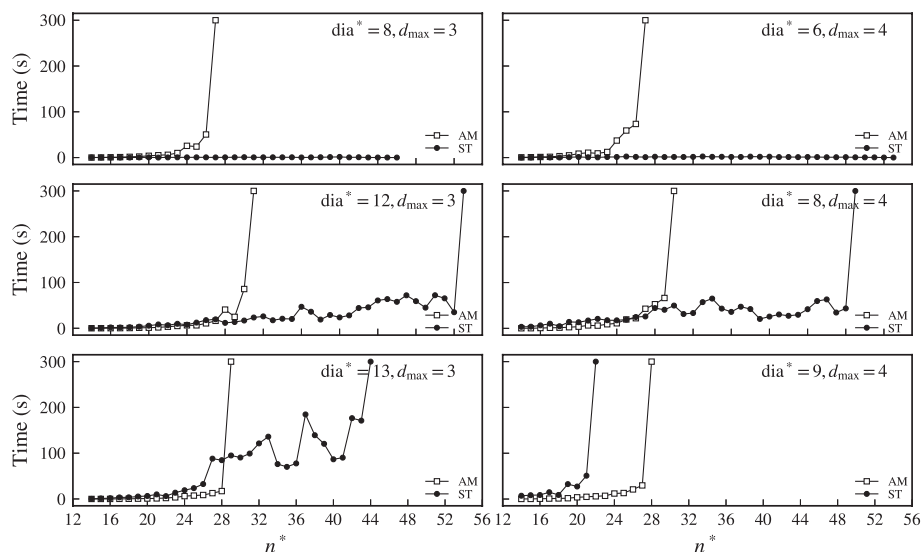 Time (s)
300
200
100
0
dia* = 8, d_max = 3
AM
ST
dia* = 6, d_max = 4
AM
ST
Time (s)
300
200
100
0
dia* = 12, d_max = 3
AM
ST
dia* = 8, d_max = 4
AM
ST
Time (s)
300
200
100
0
dia* = 13, d_max = 3
AM
ST
12 16 20 24 28 32 36 40 44 48 52 56
n*
dia* = 9, d_max = 4
AM
ST
12 16 20 24 28 32 36 40 44 48 52 56
n*